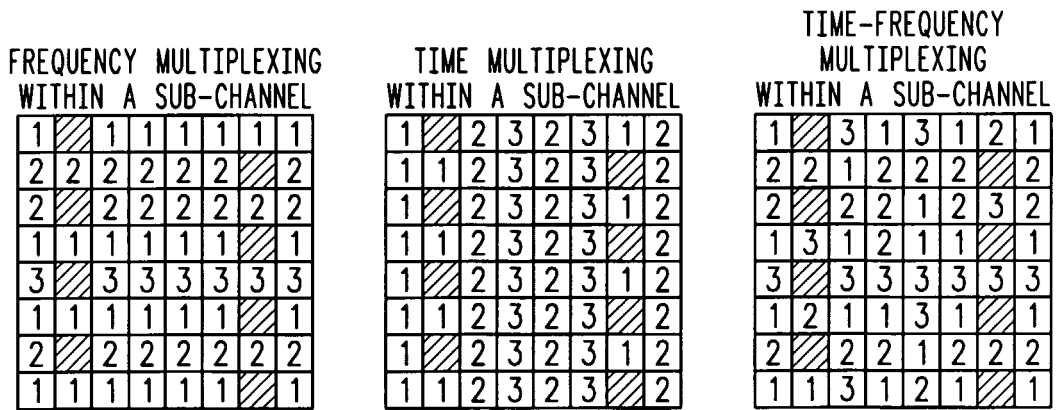 FREQUENCY MULTIPLEXING
WITHIN A SUB-CHANNEL
1 1 1 1 1 1 1
2 2 2 2 2 2 2
2 2 2 2 2 2 2
1 1 1 1 1 1 1
3 3 3 3 3 3 3
1 1 1 1 1 1 1
2 2 2 2 2 2 2
1 1 1 1 1 1 1
TIME MULTIPLEXING
WITHIN A SUB-CHANNEL
1 2 3 2 3 1 2
1 1 2 3 2 3 2
1 2 3 2 3 1 2
1 1 2 3 2 3 2
1 2 3 2 3 1 2
1 1 2 3 2 3 2
1 2 3 2 3 1 2
1 1 2 3 2 3 2
TIME-FREQUENCY
MULTIPLEXING
WITHIN A SUB-CHANNEL
1 3 1 3 1 2 1
2 2 1 2 2 2 2
2 2 2 1 2 3 2
1 3 1 2 1 1 1
3 3 3 3 3 3 3
1 2 1 1 3 1 1
2 2 2 1 2 2 2
1 1 3 1 2 1 1